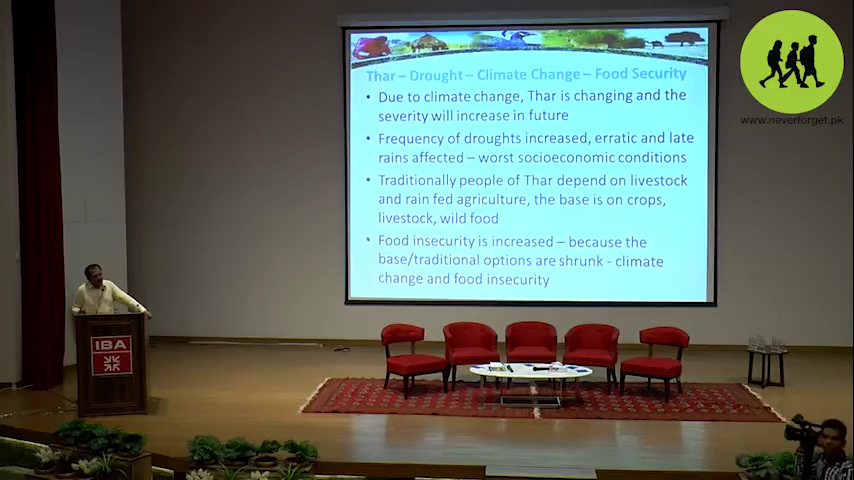 Thar – Drought – Climate Change – Food Security
• Due to climate change, Thar is changing and the
severity will increase in future
• Frequency of droughts increased, erratic and late
rains affected – worst socioeconomic conditions
• Traditionally people of Thar depend on livestock
and rain fed agriculture, the base is on crops,
livestock, wild food
• Food insecurity is increased – because the
base/traditional options are shrunk - climate
change and food insecurity
www.neverforget.pk
IBA